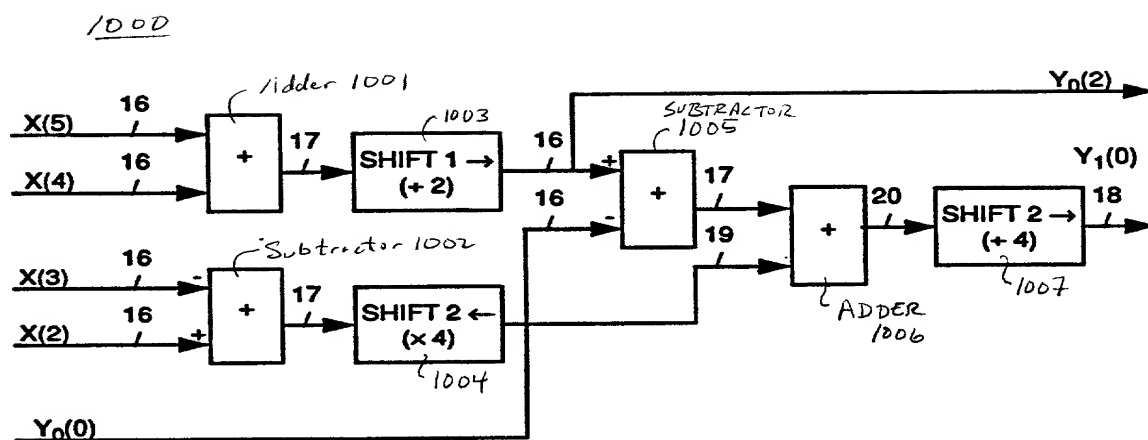 1000
Adder 1001
X(5)
16
+
17
SHIFT 1 →
(÷ 2)
1003
16
Y₀(2)
X(4)
16
SUBTRACTOR
1005
+
-
+
16
17
Y₁(0)
+
20
SHIFT 2 →
(÷ 4)
18
1007
19
ADDER
1006
Subtractor 1002
X(3)
16
-
+
17
SHIFT 2 ←
(× 4)
1004
X(2)
16
+
Y₀(0)